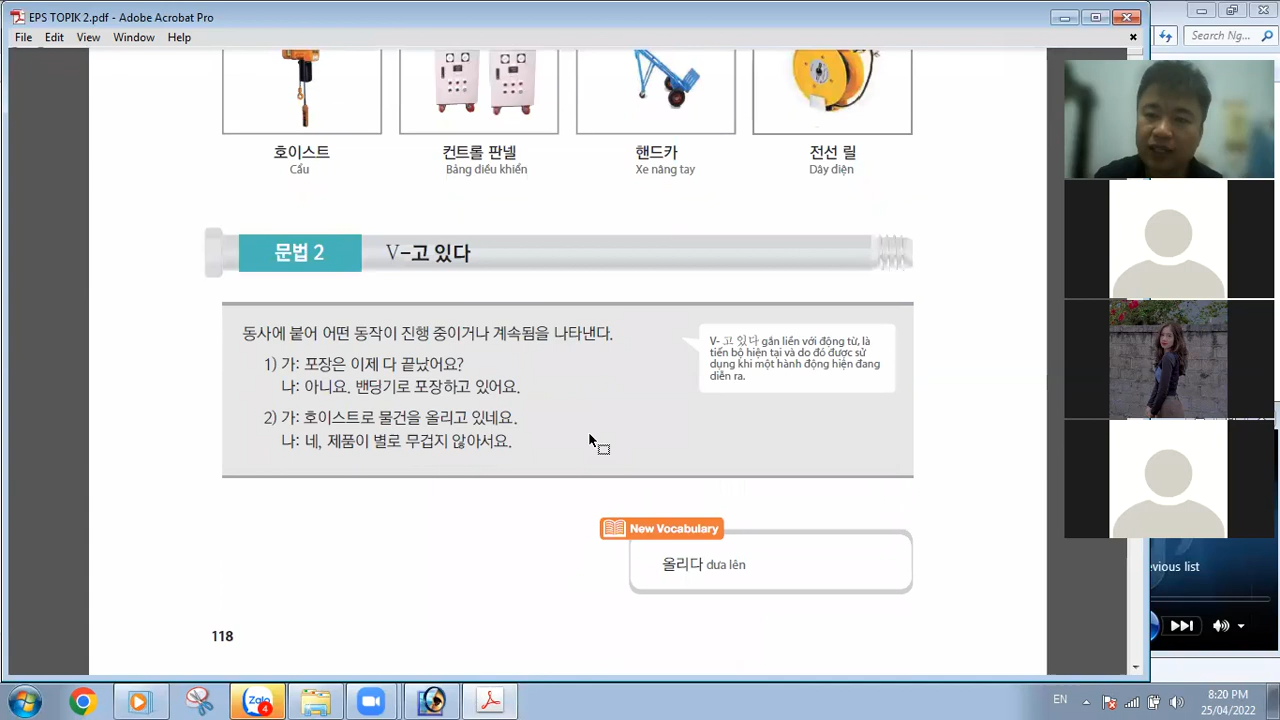 EPS TOPIK 2.pdf - Adobe Acrobat Pro
File Edit View Window Help
Search Ng...
호이스트 컨트롤 판넬 핸드카 전선 릴
Cẩu Bảng điều khiển Xe nâng tay Dây điện
문법 2 V-고 있다
동사에 붙어 어떤 동작이 진행 중이거나 계속됨을 나타낸다.
1) 가: 포장은 이제 다 끝났어요?
나: 아니요. 밴딩기로 포장하고 있어요.
2) 가: 호이스트로 물건을 올리고 있네요.
나: 네, 제품이 별로 무겁지 않아서요.
V- 고 있다 gắn liền với động từ, là
tiến bộ hiện tại và do đó được sử
dụng khi một hành động hiện đang
diễn ra.
New Vocabulary
올리다 đưa lên
118
evious list
Zalo
4
EN
8:20 PM
25/04/2022